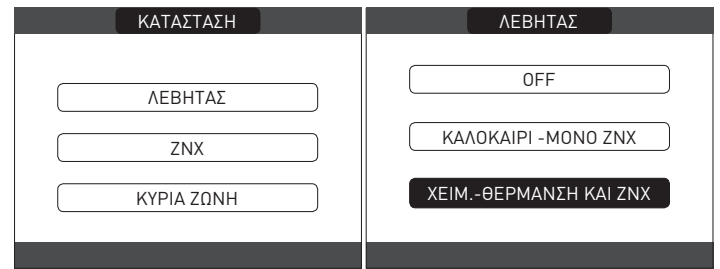 ΚΑΤΑΣΤΑΣΗ
ΛΕΒΗΤΑΣ
ΖΝΧ
ΚΥΡΙΑ ΖΩΝΗ
ΛΕΒΗΤΑΣ
OFF
ΚΑΛΟΚΑΙΡΙ -ΜΟΝΟ ΖΝΧ
ΧΕΙΜ.-ΘΕΡΜΑΝΣΗ ΚΑΙ ΖΝΧ